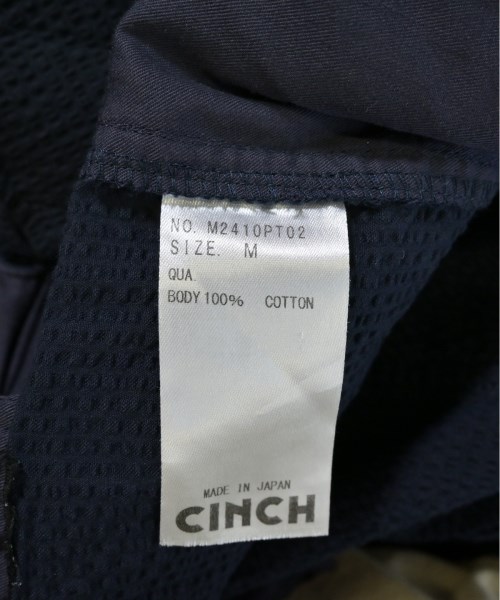 NO. M2410PT02
SIZE. M
QUA.
BODY 100% COTTON
MADE IN JAPAN
CINCH